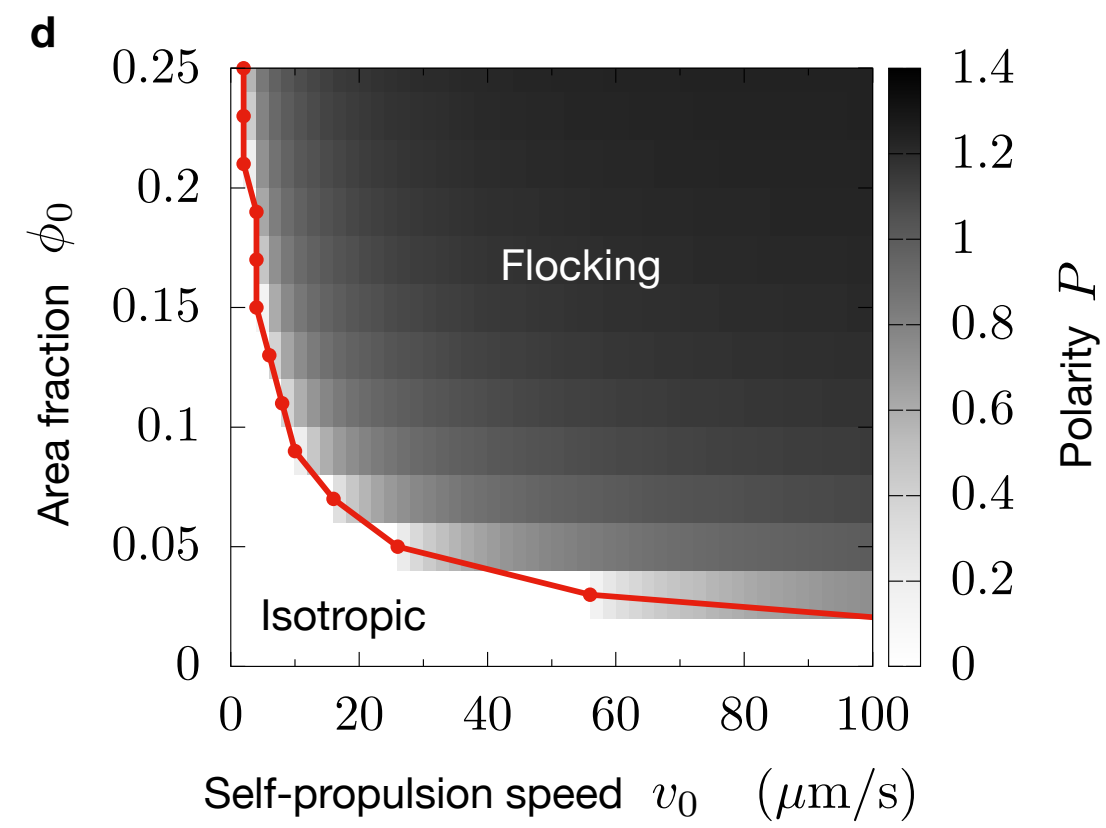 d
0.25
0.2
0.15
0.1
0.05
0
Area fraction ϕ₀
Flocking
Isotropic
0 20 40 60 80 100
Self-propulsion speed v₀ (μm/s)
1.4
1.2
1
0.8
0.6
0.4
0.2
0
Polarity P